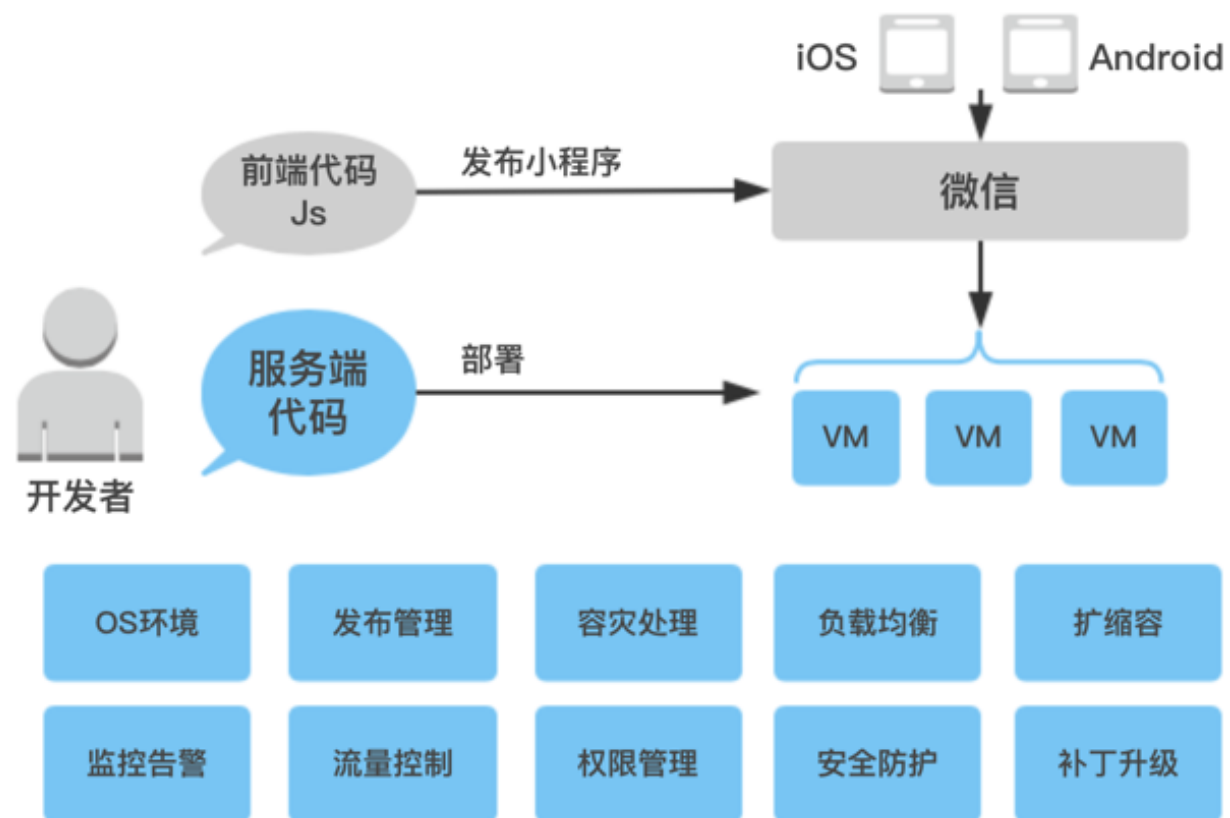 iOS
Android
前端代码
Js
发布小程序
微信
服务端
代码
部署
VM
VM
VM
开发者
OS环境
发布管理
容灾处理
负载均衡
扩缩容
监控告警
流量控制
权限管理
安全防护
补丁升级